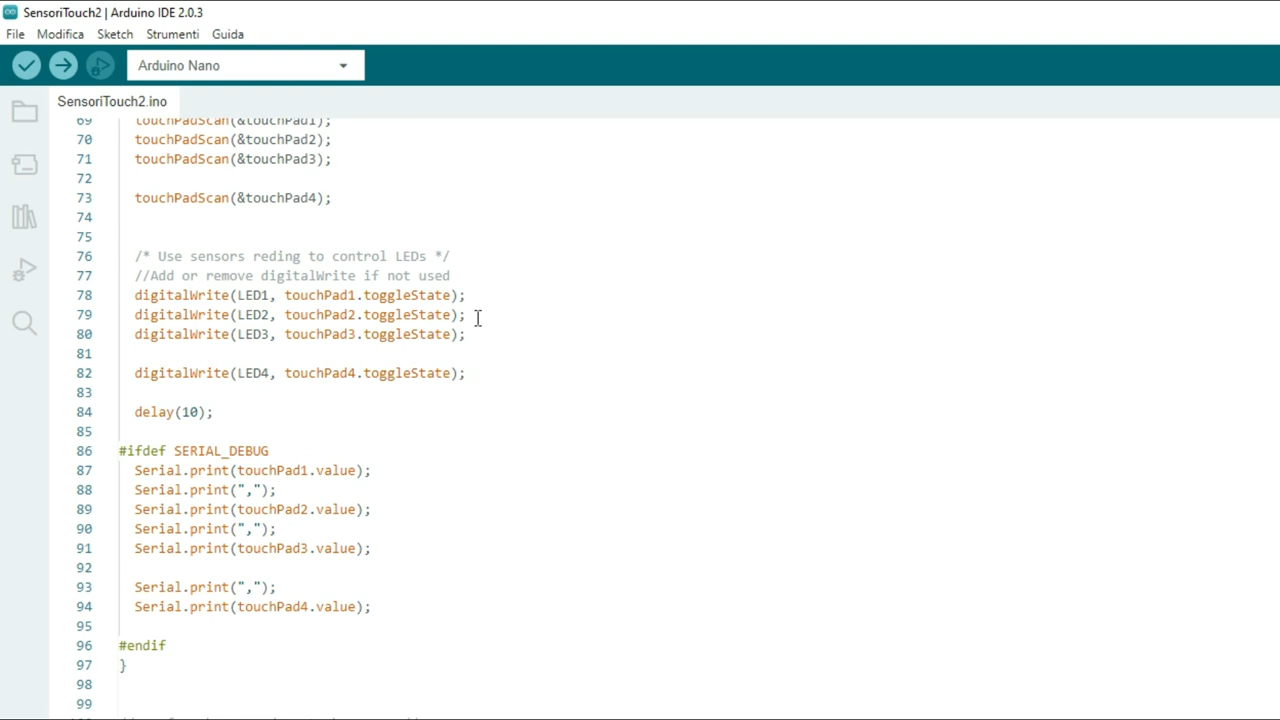 SensoriTouch2 | Arduino IDE 2.0.3
File Modifica Sketch Strumenti Guida
Arduino Nano
SensoriTouch2.ino
69 touchPadScan(&touchPad1);
70 touchPadScan(&touchPad2);
71 touchPadScan(&touchPad3);
72
73 touchPadScan(&touchPad4);
74
75
76 /* Use sensors reding to control LEDs */
77 //Add or remove digitalWrite if not used
78 digitalWrite(LED1, touchPad1.toggleState);
79 digitalWrite(LED2, touchPad2.toggleState);
80 digitalWrite(LED3, touchPad3.toggleState);
81
82 digitalWrite(LED4, touchPad4.toggleState);
83
84 delay(10);
85
86 #ifdef SERIAL_DEBUG
87 Serial.print(touchPad1.value);
88 Serial.print(",");
89 Serial.print(touchPad2.value);
90 Serial.print(",");
91 Serial.print(touchPad3.value);
92
93 Serial.print(",");
94 Serial.print(touchPad4.value);
95
96 #endif
97 }
98
99